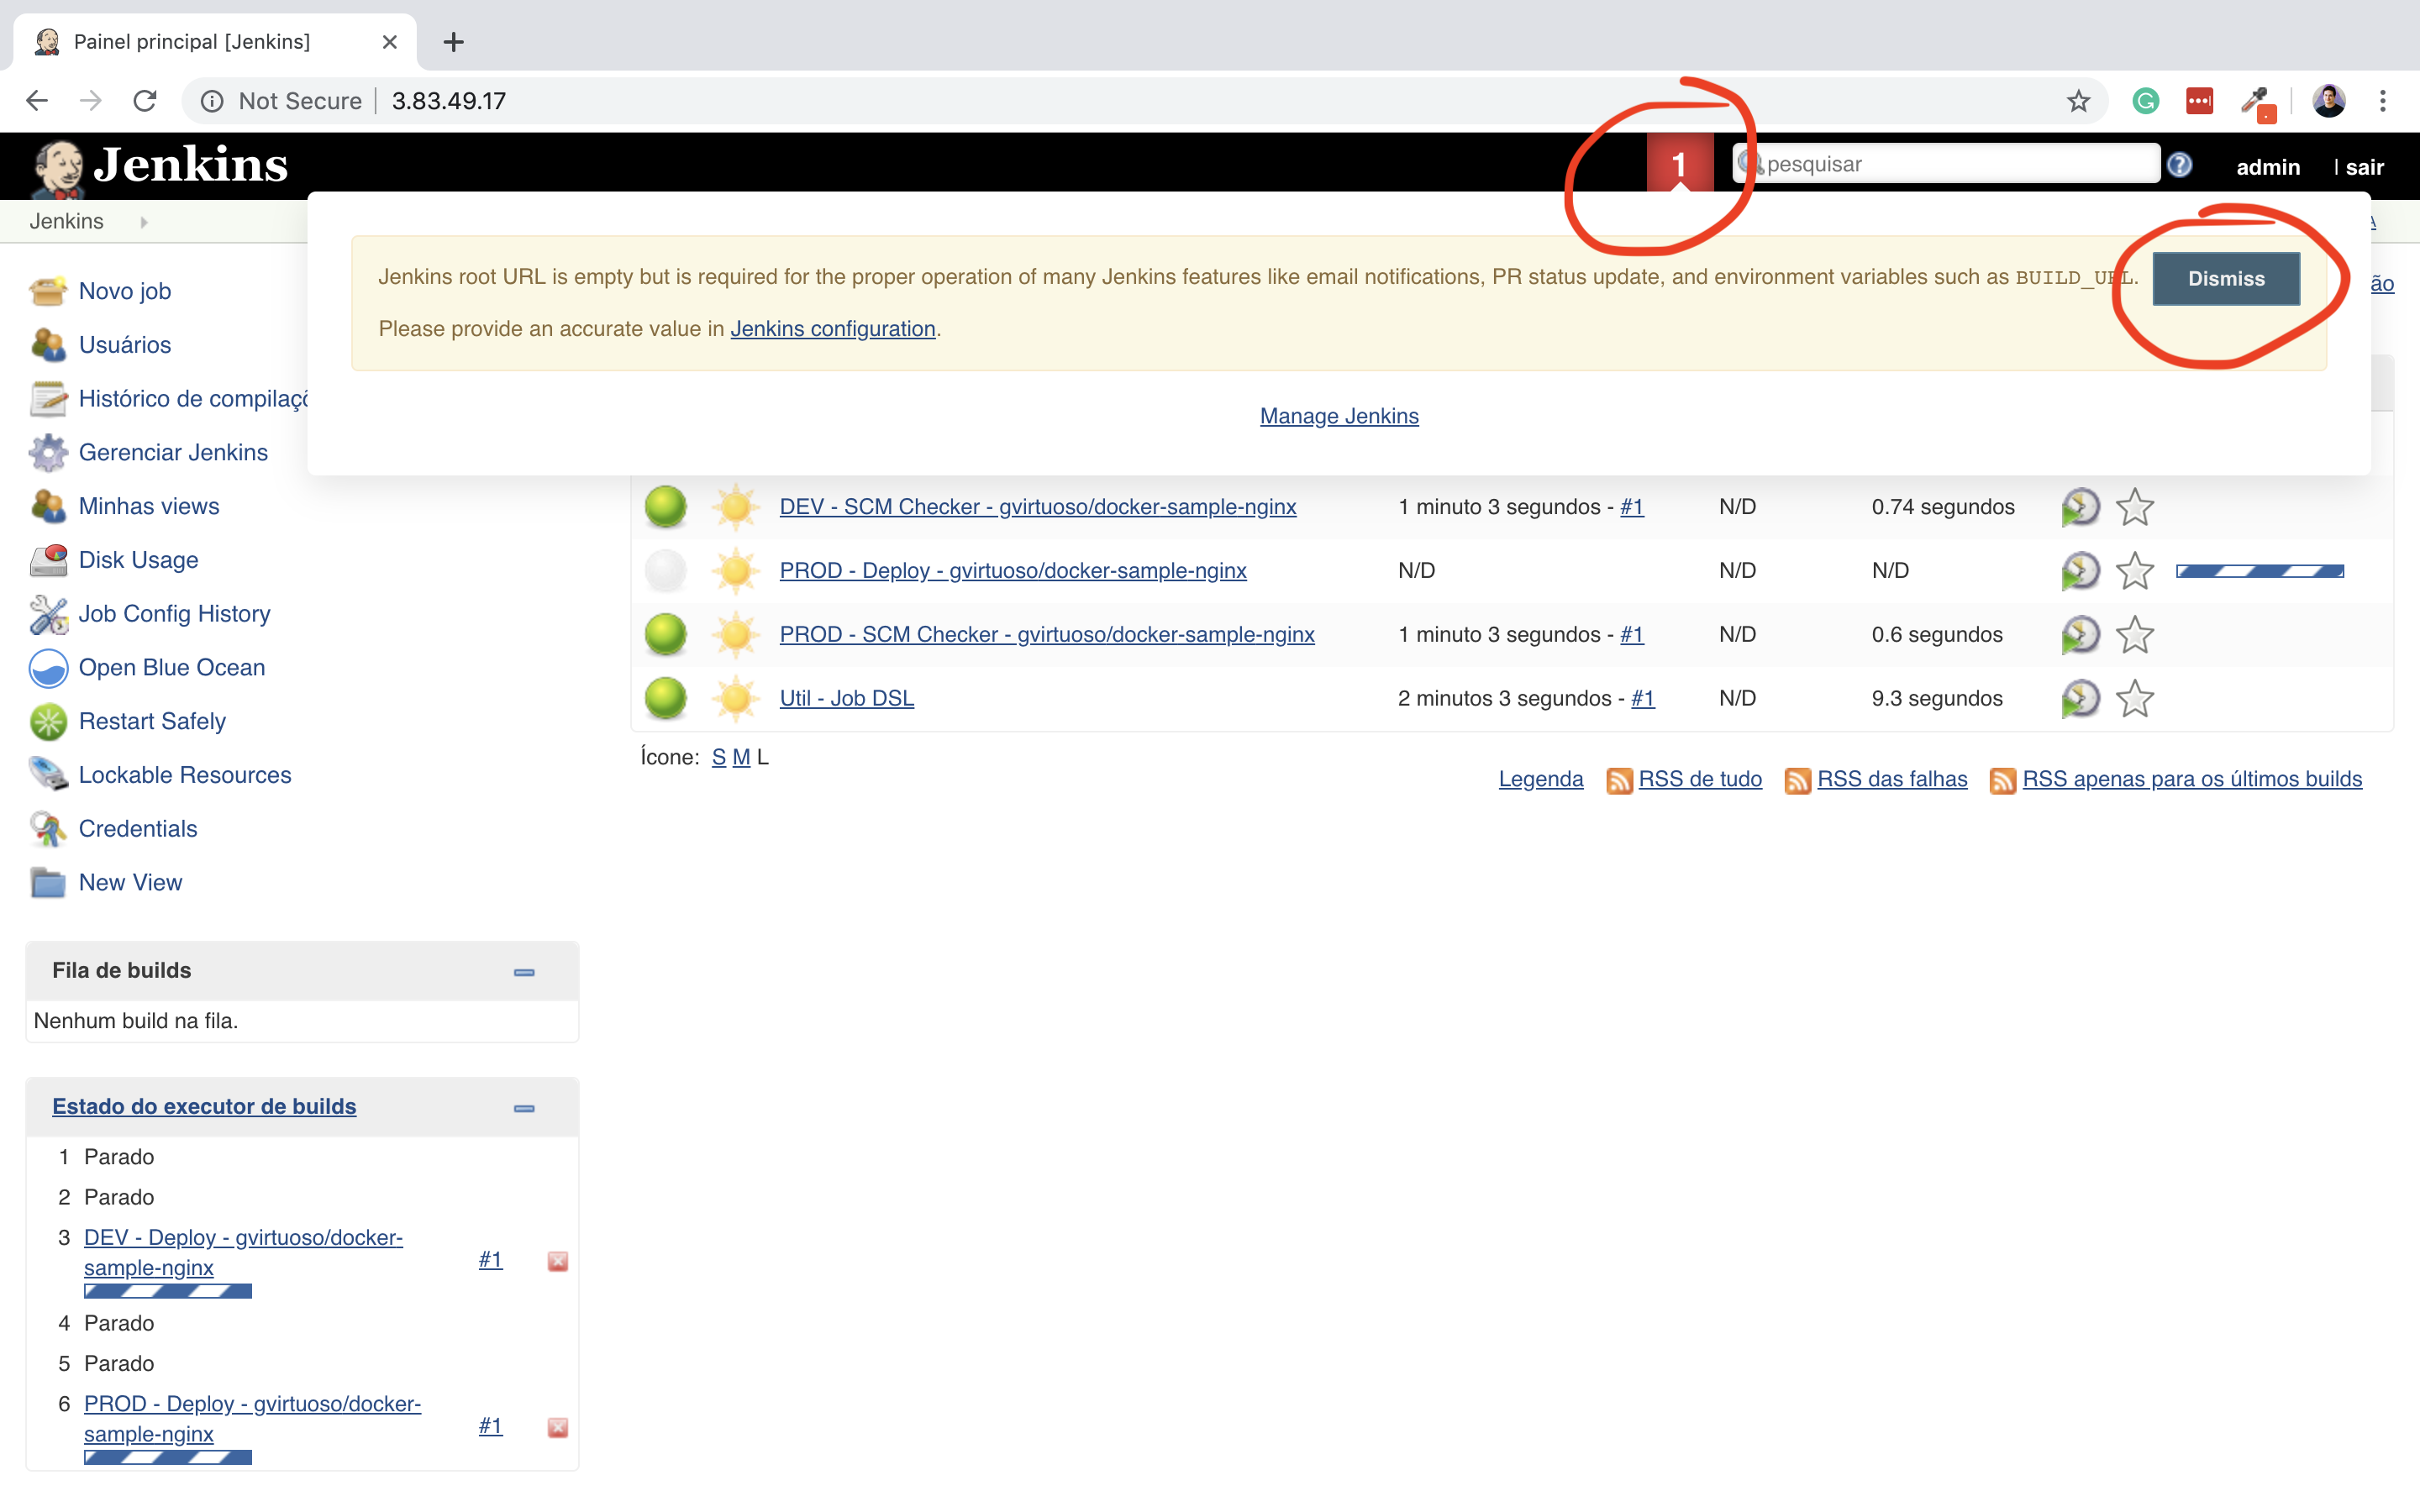 Painel principal [Jenkins]
Not Secure | 3.83.49.17
Jenkins
1
pesquisar
admin | sair
Jenkins
Jenkins root URL is empty but is required for the proper operation of many Jenkins features like email notifications, PR status update, and environment variables such as BUILD_URL.
Dismiss
Please provide an accurate value in Jenkins configuration.
Manage Jenkins
ão
Novo job
Usuários
Histórico de compilaçõ
Gerenciar Jenkins
Minhas views
Disk Usage
Job Config History
Open Blue Ocean
Restart Safely
Lockable Resources
Credentials
New View
DEV - SCM Checker - gvirtuoso/docker-sample-nginx 1 minuto 3 segundos - #1 N/D 0.74 segundos
PROD - Deploy - gvirtuoso/docker-sample-nginx N/D N/D N/D
PROD - SCM Checker - gvirtuoso/docker-sample-nginx 1 minuto 3 segundos - #1 N/D 0.6 segundos
Util - Job DSL 2 minutos 3 segundos - #1 N/D 9.3 segundos
Ícone: S M L
Legenda RSS de tudo RSS das falhas RSS apenas para os últimos builds
Fila de builds
Nenhum build na fila.
Estado do executor de builds
1 Parado
2 Parado
3 DEV - Deploy - gvirtuoso/docker-
sample-nginx #1
4 Parado
5 Parado
6 PROD - Deploy - gvirtuoso/docker-
sample-nginx #1